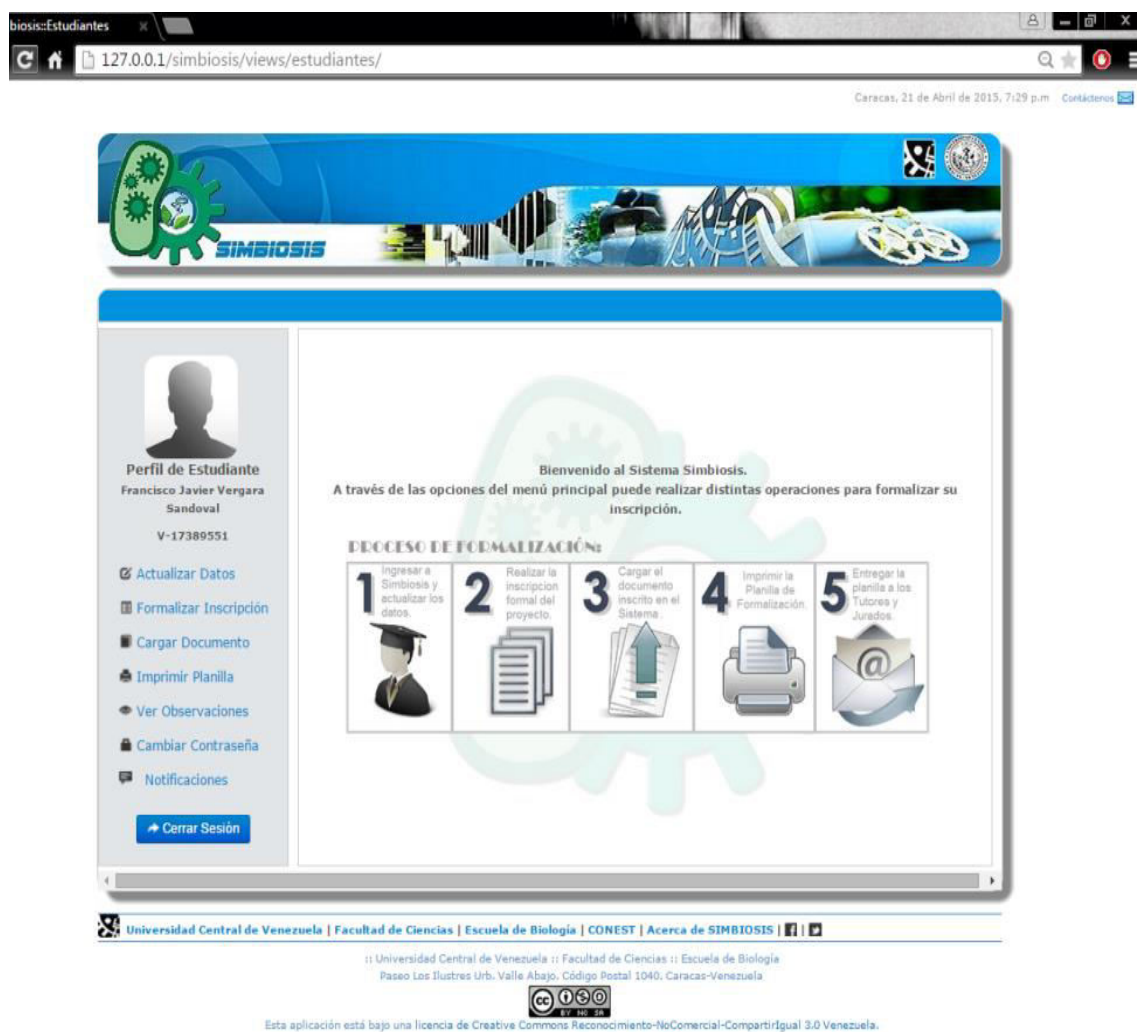 biosis::Estudiantes
127.0.0.1/simbiosis/views/estudiantes/
Caracas, 21 de Abril de 2015, 7:29 p.m Contáctenos
SIMBIOSIS
Perfil de Estudiante
Francisco Javier Vergara
Sandoval
V-17389551
Actualizar Datos
Formalizar Inscripción
Cargar Documento
Imprimir Planilla
Ver Observaciones
Cambiar Contraseña
Notificaciones
Cerrar Sesión
Bienvenido al Sistema Simbiosis.
A través de las opciones del menú principal puede realizar distintas operaciones para formalizar su
inscripción.
PROCESO DE FORMALIZACIÓN:
1 Ingresar a
Simbiosis y
actualizar los
datos.
2 Realizar la
inscripcion
formal del
proyecto.
3 Cargar el
documento
inscrito en el
Sistema.
4 Imprimir la
Planilla de
Formalización.
5 Entregar la
planilla a los
Tutores y
Jurados.
@
Universidad Central de Venezuela | Facultad de Ciencias | Escuela de Biología | CONEST | Acerca de SIMBIOSIS | f |
:: Universidad Central de Venezuela :: Facultad de Ciencias :: Escuela de Biología
Paseo Los Ilustres Urb. Valle Abajo. Código Postal 1040. Caracas-Venezuela
cc BY NC SA
Esta aplicación está bajo una licencia de Creative Commons Reconocimiento-NoComercial-CompartirIgual 3.0 Venezuela.